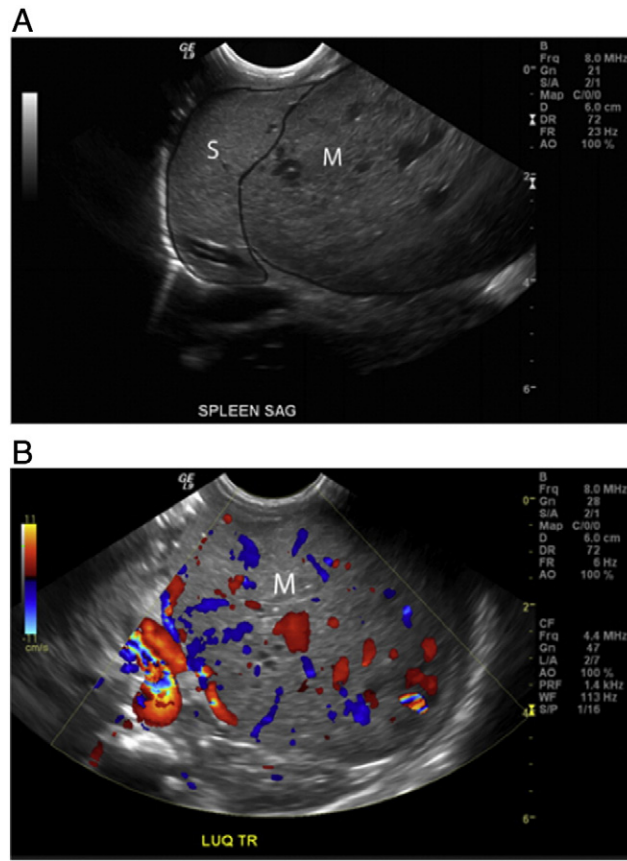 A
GE
L9
B
Frq 8.0 MHz
Gn 21
S/A 2/1
Map C/0/0
D 6.0 cm
DR 72
FR 23 Hz
AO 100 %
0
2
4
6
S
M
SPLEEN SAG
B
GE
L9
B
Frq 8.0 MHz
Gn 28
S/A 2/1
Map C/0/0
D 6.0 cm
DR 72
FR 6 Hz
AO 100 %
CF
Frq 4.4 MHz
Gn 47
L/A 2/7
AO 100 %
PRF 1.4 kHz
WF 113 Hz
S/P 1/16
0
2
4
6
11
-11
cm/s
M
LUQ TR